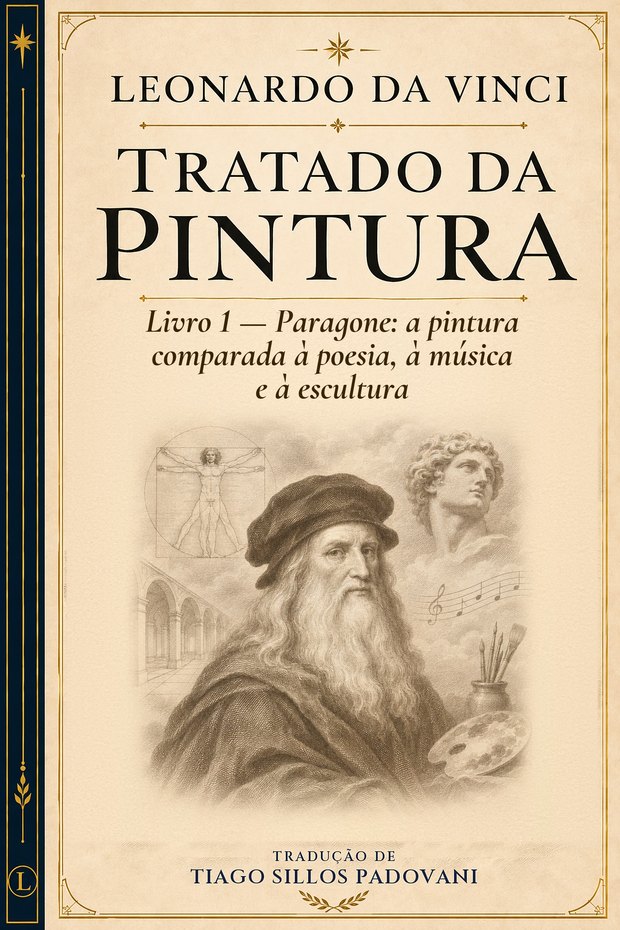 LEONARDO DA VINCI
TRATADO DA
PINTURA
Livro 1 — Paragone: a pintura
comparada à poesia, à música
e à escultura
TRADUÇÃO DE
TIAGO SILLOS PADOVANI
L